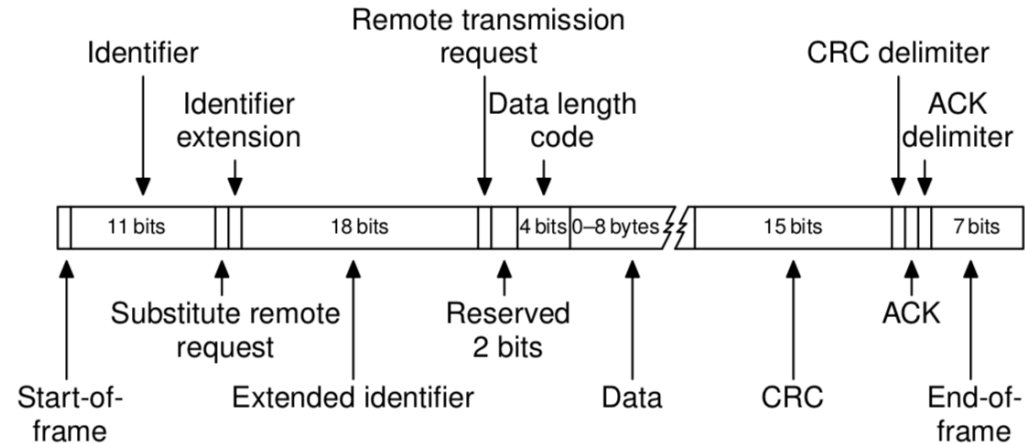 Remote transmission
request
Identifier
CRC delimiter
Identifier
extension
Data length
code
ACK
delimiter
11 bits
18 bits
4 bits
0–8 bytes
15 bits
7 bits
Substitute remote
request
Reserved
2 bits
ACK
Start-of-
frame
Extended identifier
Data
CRC
End-of-
frame